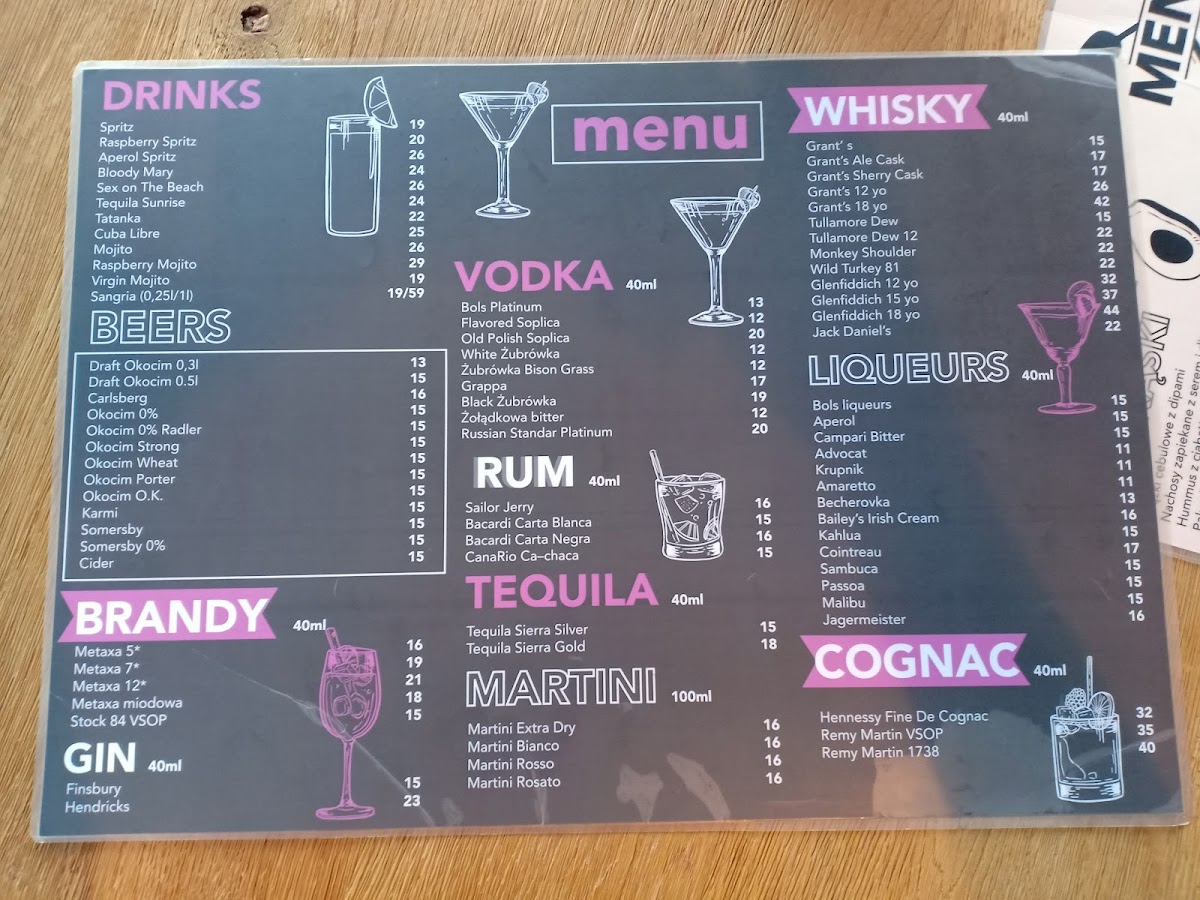 DRINKS
Spritz 19
Raspberry Spritz 20
Aperol Spritz 26
Bloody Mary 24
Sex on The Beach 26
Tequila Sunrise 24
Tatanka 22
Cuba Libre 25
Mojito 26
Raspberry Mojito 29
Virgin Mojito 19
Sangria (0,25l/1l) 19/59
BEERS
Draft Okocim 0,3l 13
Draft Okocim 0.5l 15
Carlsberg 16
Okocim 0% 15
Okocim 0% Radler 15
Okocim Strong 15
Okocim Wheat 15
Okocim Porter 15
Okocim O.K. 15
Karmi 15
Somersby 15
Somersby 0% 15
Cider 15
BRANDY 40ml
Metaxa 5* 16
Metaxa 7* 19
Metaxa 12* 21
Metaxa miodowa 18
Stock 84 VSOP 15
GIN 40ml
Finsbury 15
Hendricks 23
menu
VODKA 40ml
Bols Platinum 13
Flavored Soplica 12
Old Polish Soplica 20
White Żubrówka 12
Żubrówka Bison Grass 12
Grappa 17
Black Żubrówka 19
Żołądkowa bitter 12
Russian Standar Platinum 20
RUM 40ml
Sailor Jerry 16
Bacardi Carta Blanca 15
Bacardi Carta Negra 16
CanaRio Ca–chaca 15
TEQUILA 40ml
Tequila Sierra Silver 15
Tequila Sierra Gold 18
MARTINI 100ml
Martini Extra Dry 16
Martini Bianco 16
Martini Rosso 16
Martini Rosato 16
WHISKY 40ml
Grant' s 15
Grant's Ale Cask 17
Grant's Sherry Cask 17
Grant's 12 yo 26
Grant's 18 yo 42
Tullamore Dew 15
Tullamore Dew 12 22
Monkey Shoulder 22
Wild Turkey 81 22
Glenfiddich 12 yo 32
Glenfiddich 15 yo 37
Glenfiddich 18 yo 44
Jack Daniel's 22
LIQUEURS 40ml
Bols liqueurs 15
Aperol 15
Campari Bitter 15
Advocat 11
Krupnik 11
Amaretto 11
Becherovka 13
Bailey's Irish Cream 16
Kahlua 15
Cointreau 17
Sambuca 15
Passoa 15
Malibu 15
Jagermeister 16
COGNAC 40ml
Hennessy Fine De Cognac 32
Remy Martin VSOP 35
Remy Martin 1738 40
MEN
cebulowe z dipami
Nachosy zapiekane z serem
Hummus z